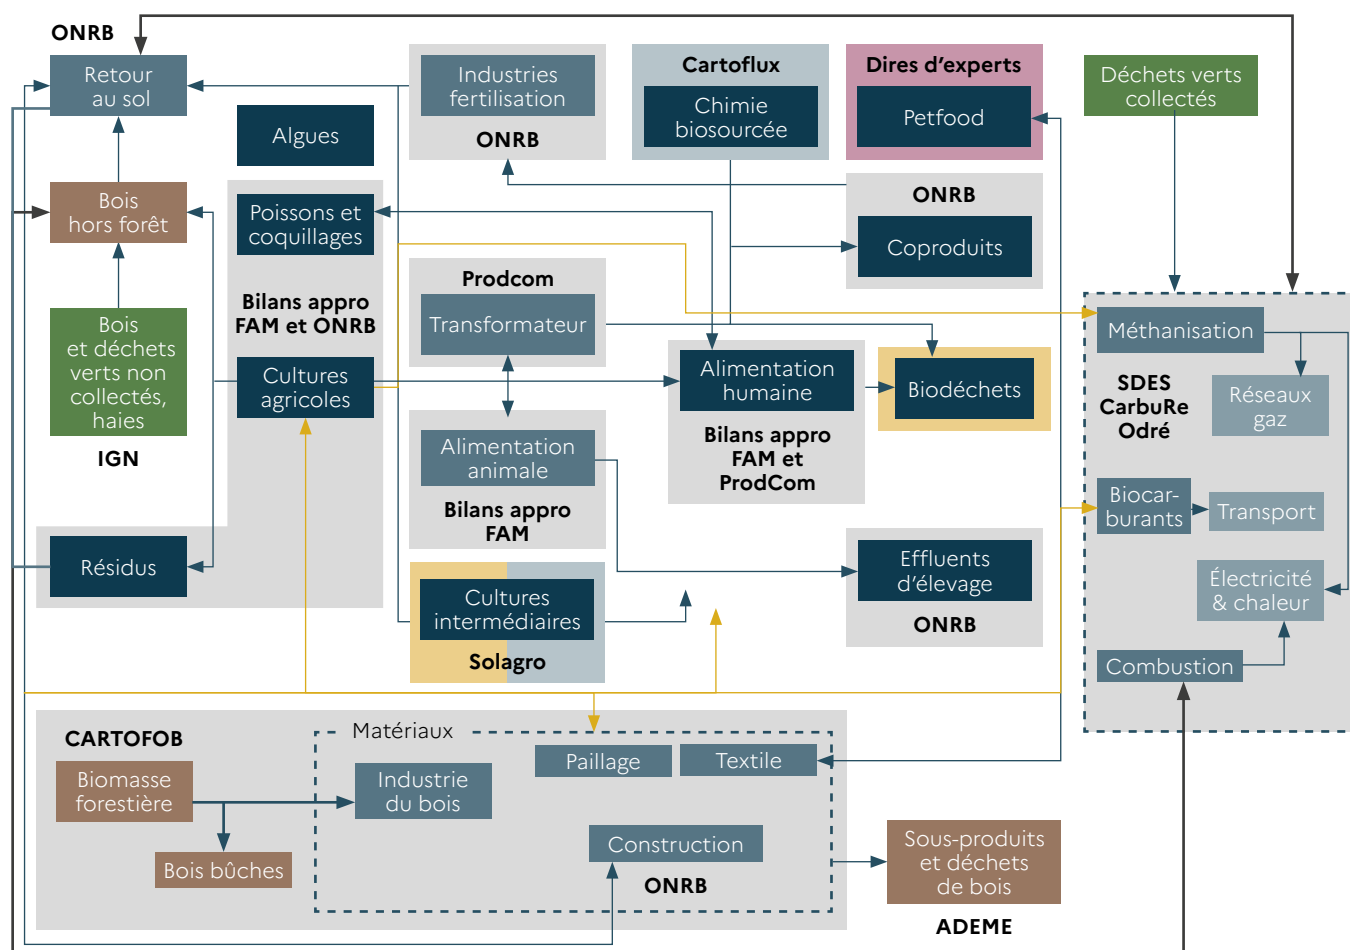 ONRB
Retour
au sol
Algues
Industries
fertilisation
ONRB
Cartoflux
Chimie
biosourcée
Dires d’experts
Petfood
Déchets verts
collectés
Bois
hors forêt
Poissons et
coquillages
ONRB
Coproduits
Bilans appro
FAM et ONRB
Prodcom
Transformateur
Bois
et déchets
verts non
collectés,
haies
IGN
Cultures
agricoles
Alimentation
humaine
Bilans appro
FAM et
ProdCom
Biodéchets
Méthanisation
SDES
CarbuRe
Odré
Réseaux
gaz
Alimentation
animale
Bilans appro
FAM
Biocar-
burants
Transport
Résidus
Effluents
d’élevage
ONRB
Électricité
& chaleur
Cultures
intermédiaires
Solagro
Combustion
CARTOFOB
Matériaux
Biomasse
forestière
Industrie
du bois
Paillage
Textile
Bois bûches
Construction
ONRB
Sous-produits
et déchets
de bois
ADEME